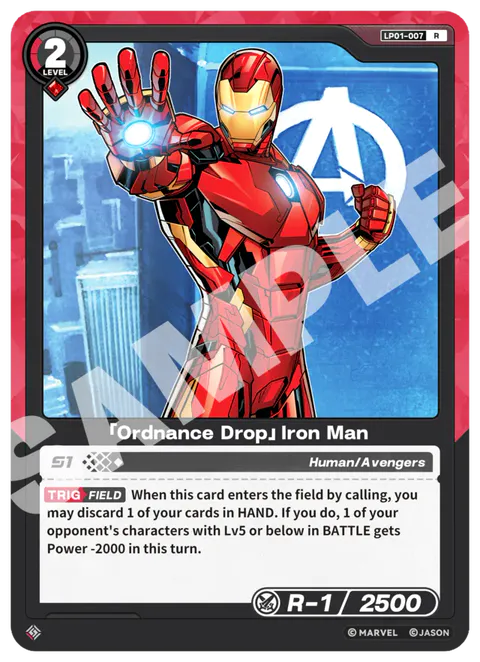 2
LEVEL
LP01-007 R
SAMPLE
「Ordnance Drop」Iron Man
S1
Human/Avengers
TRIG FIELD When this card enters the field by calling, you
may discard 1 of your cards in HAND. If you do, 1 of your
opponent's characters with Lv5 or below in BATTLE gets
Power -2000 in this turn.
R-1 / 2500
©MARVEL ©JASON